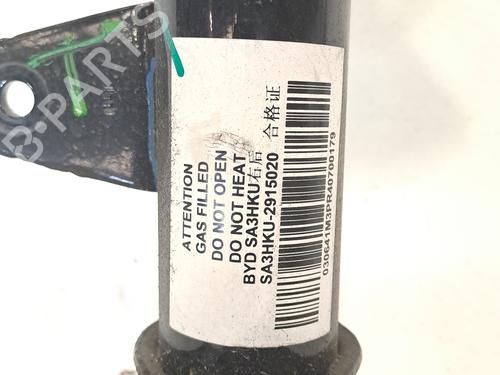 ATTENTION
GAS FILLED
DO NOT OPEN
DO NOT HEAT
BYD SA3HKU右后 合格证
SA3HKU-2915020
030641M3PR40700179
B-PARTS